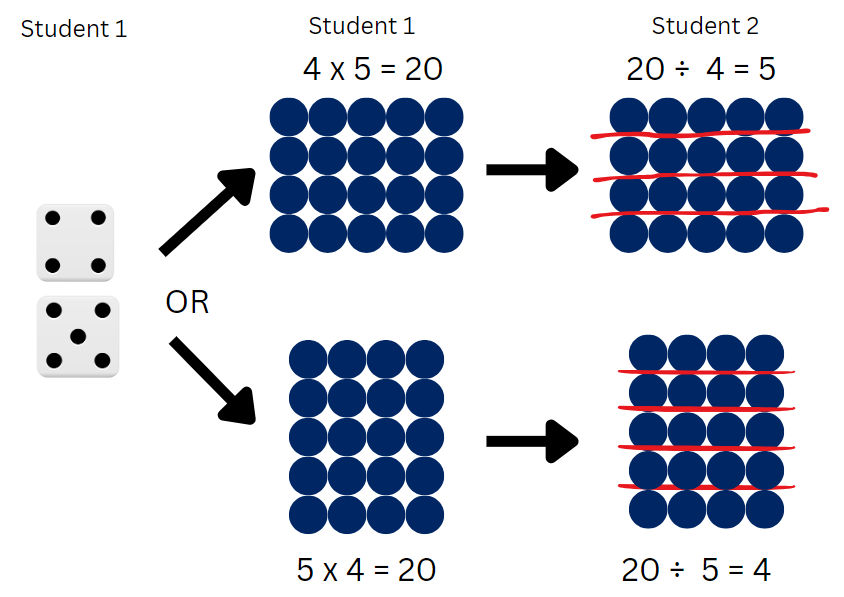 Student 1
Student 1
Student 2
4 x 5 = 20
20 ÷ 4 = 5
OR
5 x 4 = 20
20 ÷ 5 = 4